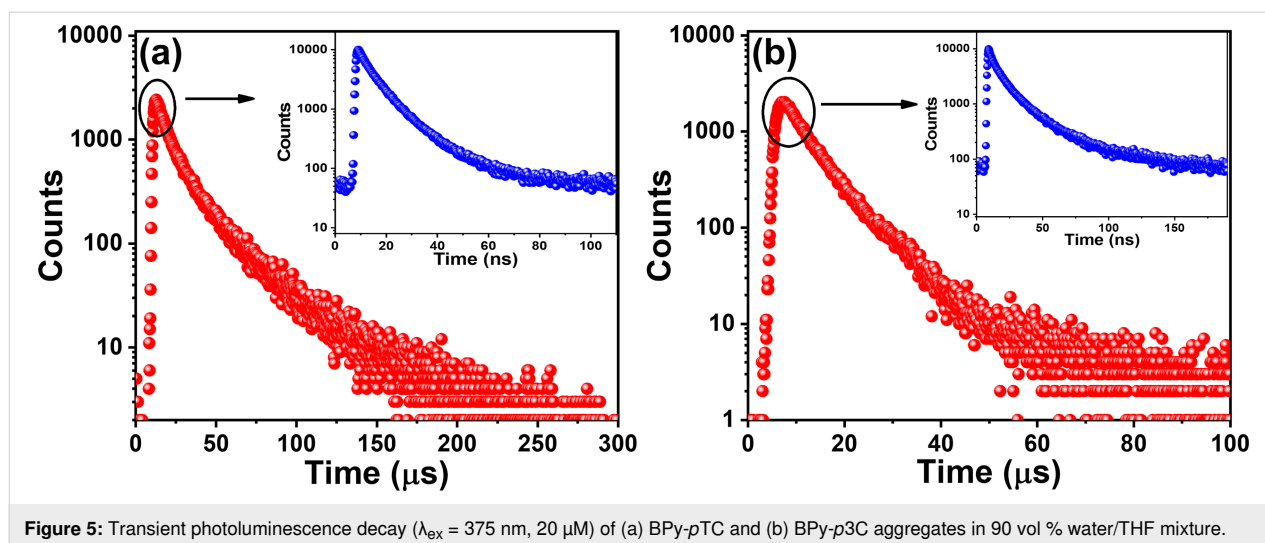 (a)
10000
1000
100
10
Counts
0 50 100 150 200 250 300
Time (μs)
10000
1000
100
10
Counts
0 20 40 60 80 100
Time (ns)
(b)
10000
1000
100
10
1
Counts
0 20 40 60 80 100
Time (μs)
10000
1000
100
10
Counts
0 50 100 150
Time (ns)
Figure 5: Transient photoluminescence decay (λex = 375 nm, 20 μM) of (a) BPy-pTC and (b) BPy-p3C aggregates in 90 vol % water/THF mixture.